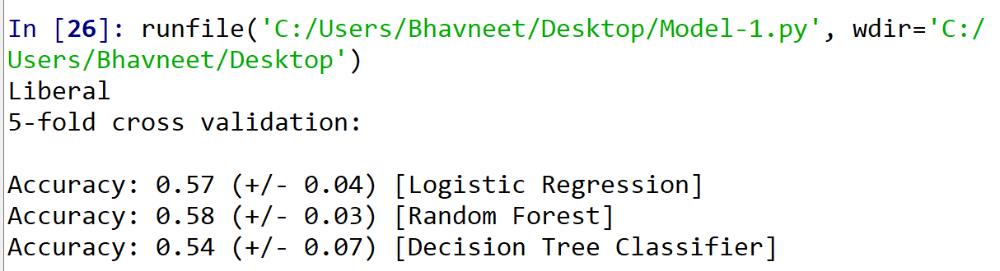 In [26]: runfile('C:/Users/Bhavneet/Desktop/Model-1.py', wdir='C:/
Users/Bhavneet/Desktop')
Liberal
5-fold cross validation:
Accuracy: 0.57 (+/- 0.04) [Logistic Regression]
Accuracy: 0.58 (+/- 0.03) [Random Forest]
Accuracy: 0.54 (+/- 0.07) [Decision Tree Classifier]